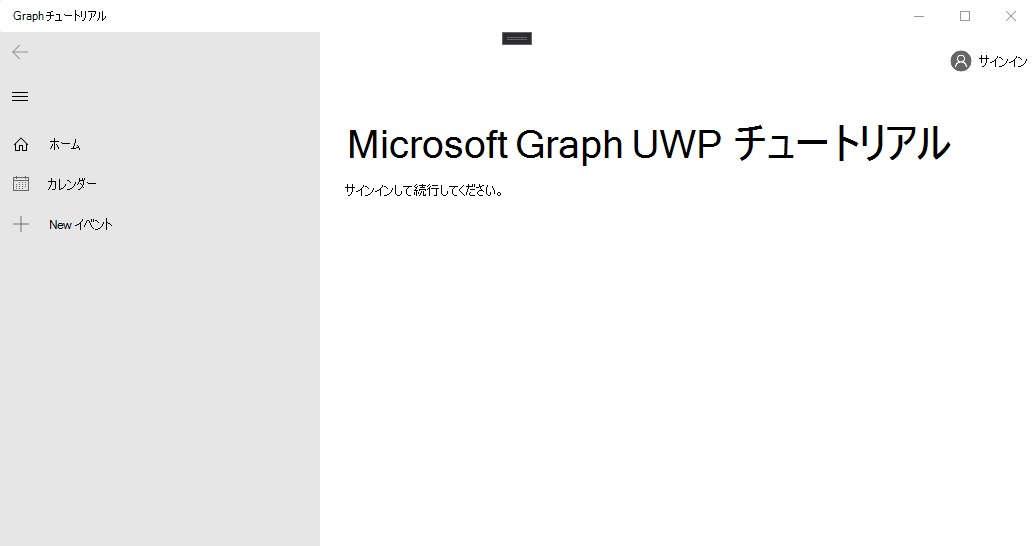 Graph チュートリアル
サインイン
ホーム
カレンダー
New イベント
Microsoft Graph UWP チュートリアル
サインインして続行してください。